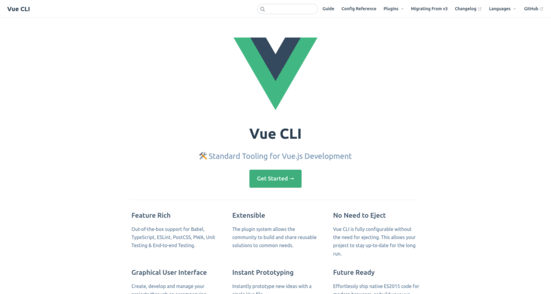 Vue CLI
Guide Config Reference Plugins Migrating From v3 Changelog Languages GitHub
Vue CLI
Standard Tooling for Vue.js Development
Get Started →
Feature Rich
Out-of-the-box support for Babel,
TypeScript, ESLint, PostCSS, PWA, Unit
Testing & End-to-end Testing.
Extensible
The plugin system allows the
community to build and share reusable
solutions to common needs.
No Need to Eject
Vue CLI is fully configurable without
the need for ejecting. This allows your
project to stay up-to-date for the long
run.
Graphical User Interface
Create, develop and manage your
Instant Prototyping
Instantly prototype new ideas with a
Future Ready
Effortlessly ship native ES2015 code for